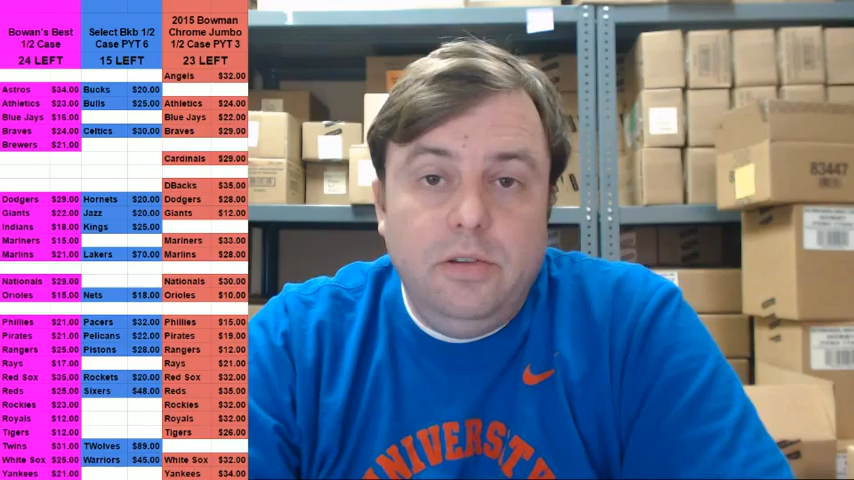 Bowan's Best
1/2 Case
24 LEFT
Select Bkb 1/2
Case PYT 6
15 LEFT
2015 Bowman
Chrome Jumbo
1/2 Case PYT 3
23 LEFT
Angels $32.00
Astros $34.00 Bucks $20.00
Athletics $23.00 Bulls $25.00 Athletics $24.00
Blue Jays $16.00 Blue Jays $22.00
Braves $24.00 Celtics $30.00 Braves $29.00
Brewers $21.00
Cardinals $29.00
DBacks $35.00
Dodgers $29.00 Hornets $20.00 Dodgers $28.00
Giants $22.00 Jazz $20.00 Giants $12.00
Indians $18.00 Kings $25.00
Mariners $15.00 Mariners $33.00
Marlins $21.00 Lakers $70.00 Marlins $28.00
Nationals $29.00 Nationals $30.00
Orioles $15.00 Nets $18.00 Orioles $10.00
Phillies $21.00 Pacers $32.00 Phillies $15.00
Pirates $21.00 Pelicans $22.00 Pirates $19.00
Rangers $25.00 Pistons $28.00 Rangers $12.00
Rays $17.00 Rays $21.00
Red Sox $35.00 Rockets $20.00 Red Sox $32.00
Reds $25.00 Sixers $48.00 Reds $35.00
Rockies $23.00 Rockies $32.00
Royals $12.00 Royals $32.00
Tigers $12.00 Tigers $26.00
Twins $31.00 TWolves $89.00
White Sox $25.00 Warriors $45.00 White Sox $32.00
Yankees $21.00 Yankees $34.00
83447
UNIVERSITY